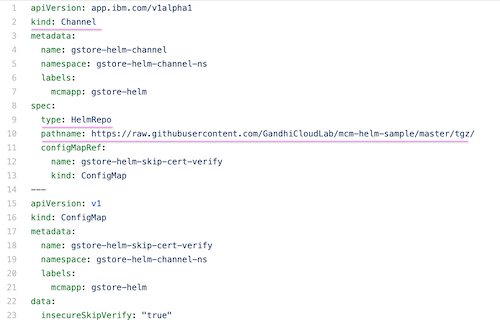 1 apiVersion: app.ibm.com/v1alpha1
2 kind: Channel
3 metadata:
4   name: gstore-helm-channel
5   namespace: gstore-helm-channel-ns
6   labels:
7     mcmapp: gstore-helm
8 spec:
9   type: HelmRepo
10   pathname: https://raw.githubusercontent.com/GandhiCloudLab/mcm-helm-sample/master/tgz/
11   configMapRef:
12     name: gstore-helm-skip-cert-verify
13     kind: ConfigMap
14 ---
15 apiVersion: v1
16 kind: ConfigMap
17 metadata:
18   name: gstore-helm-skip-cert-verify
19   namespace: gstore-helm-channel-ns
20   labels:
21     mcmapp: gstore-helm
22 data:
23   insecureSkipVerify: "true"